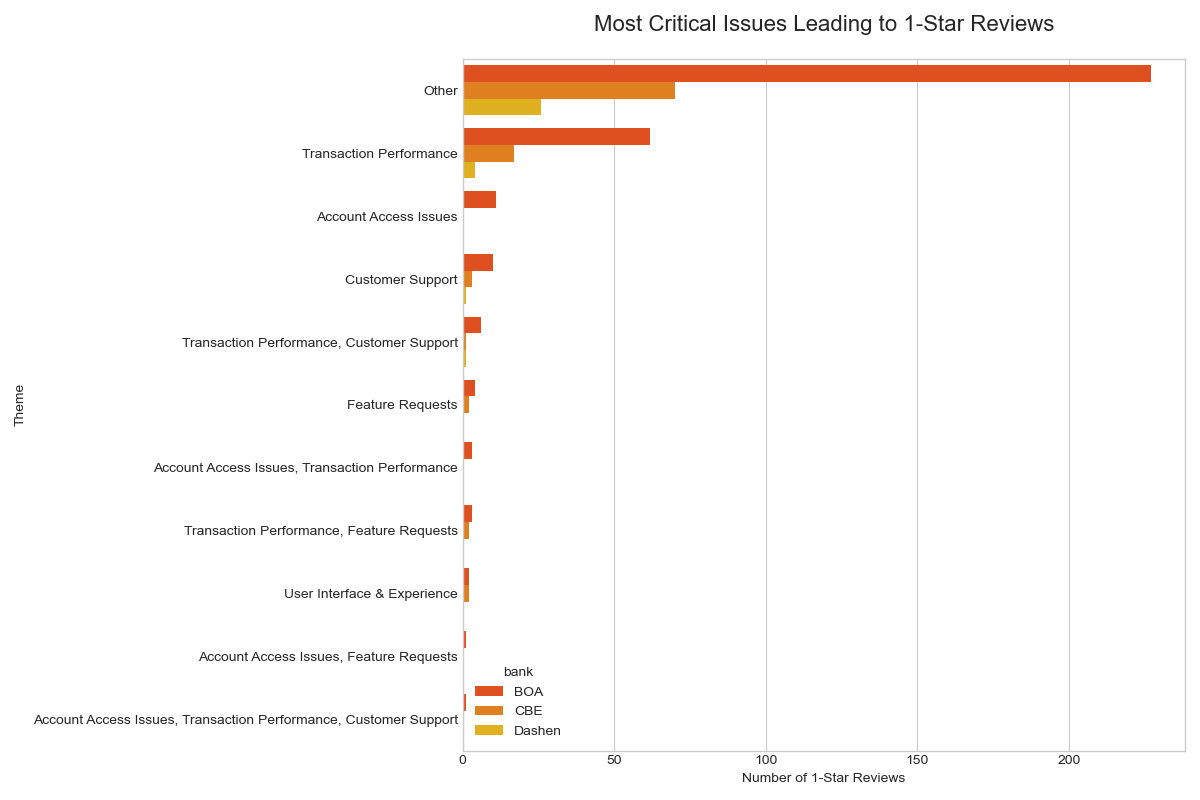 Most Critical Issues Leading to 1-Star Reviews
Other
Transaction Performance
Account Access Issues
Customer Support
Transaction Performance, Customer Support
Theme
Feature Requests
Account Access Issues, Transaction Performance
Transaction Performance, Feature Requests
User Interface & Experience
Account Access Issues, Feature Requests
Account Access Issues, Transaction Performance, Customer Support
bank
BOA
CBE
Dashen
0 50 100 150 200
Number of 1-Star Reviews